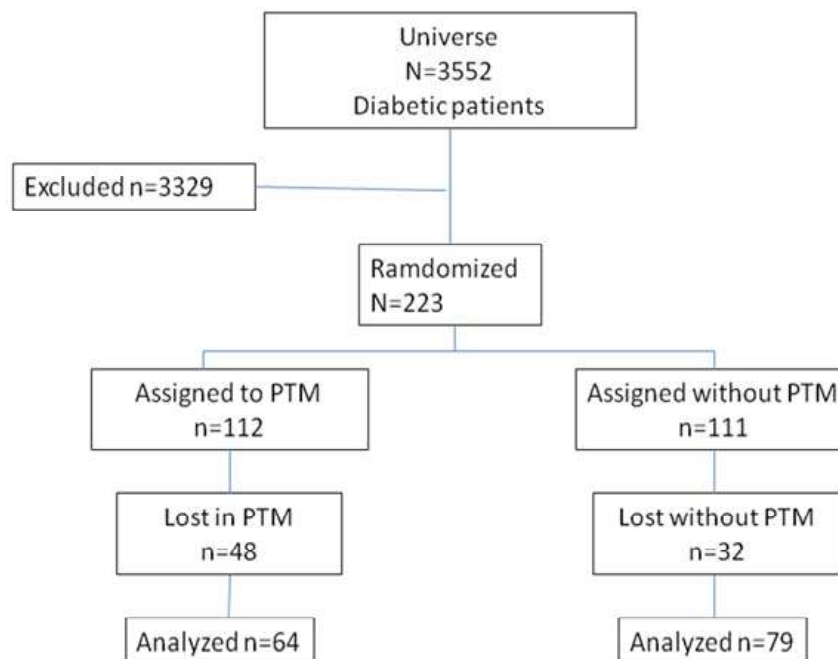 Universe
N=3552
Diabetic patients
Excluded n=3329
Ramdomized
N=223
Assigned to PTM
n=112
Assigned without PTM
n=111
Lost in PTM
n=48
Lost without PTM
n=32
Analyzed n=64
Analyzed n=79